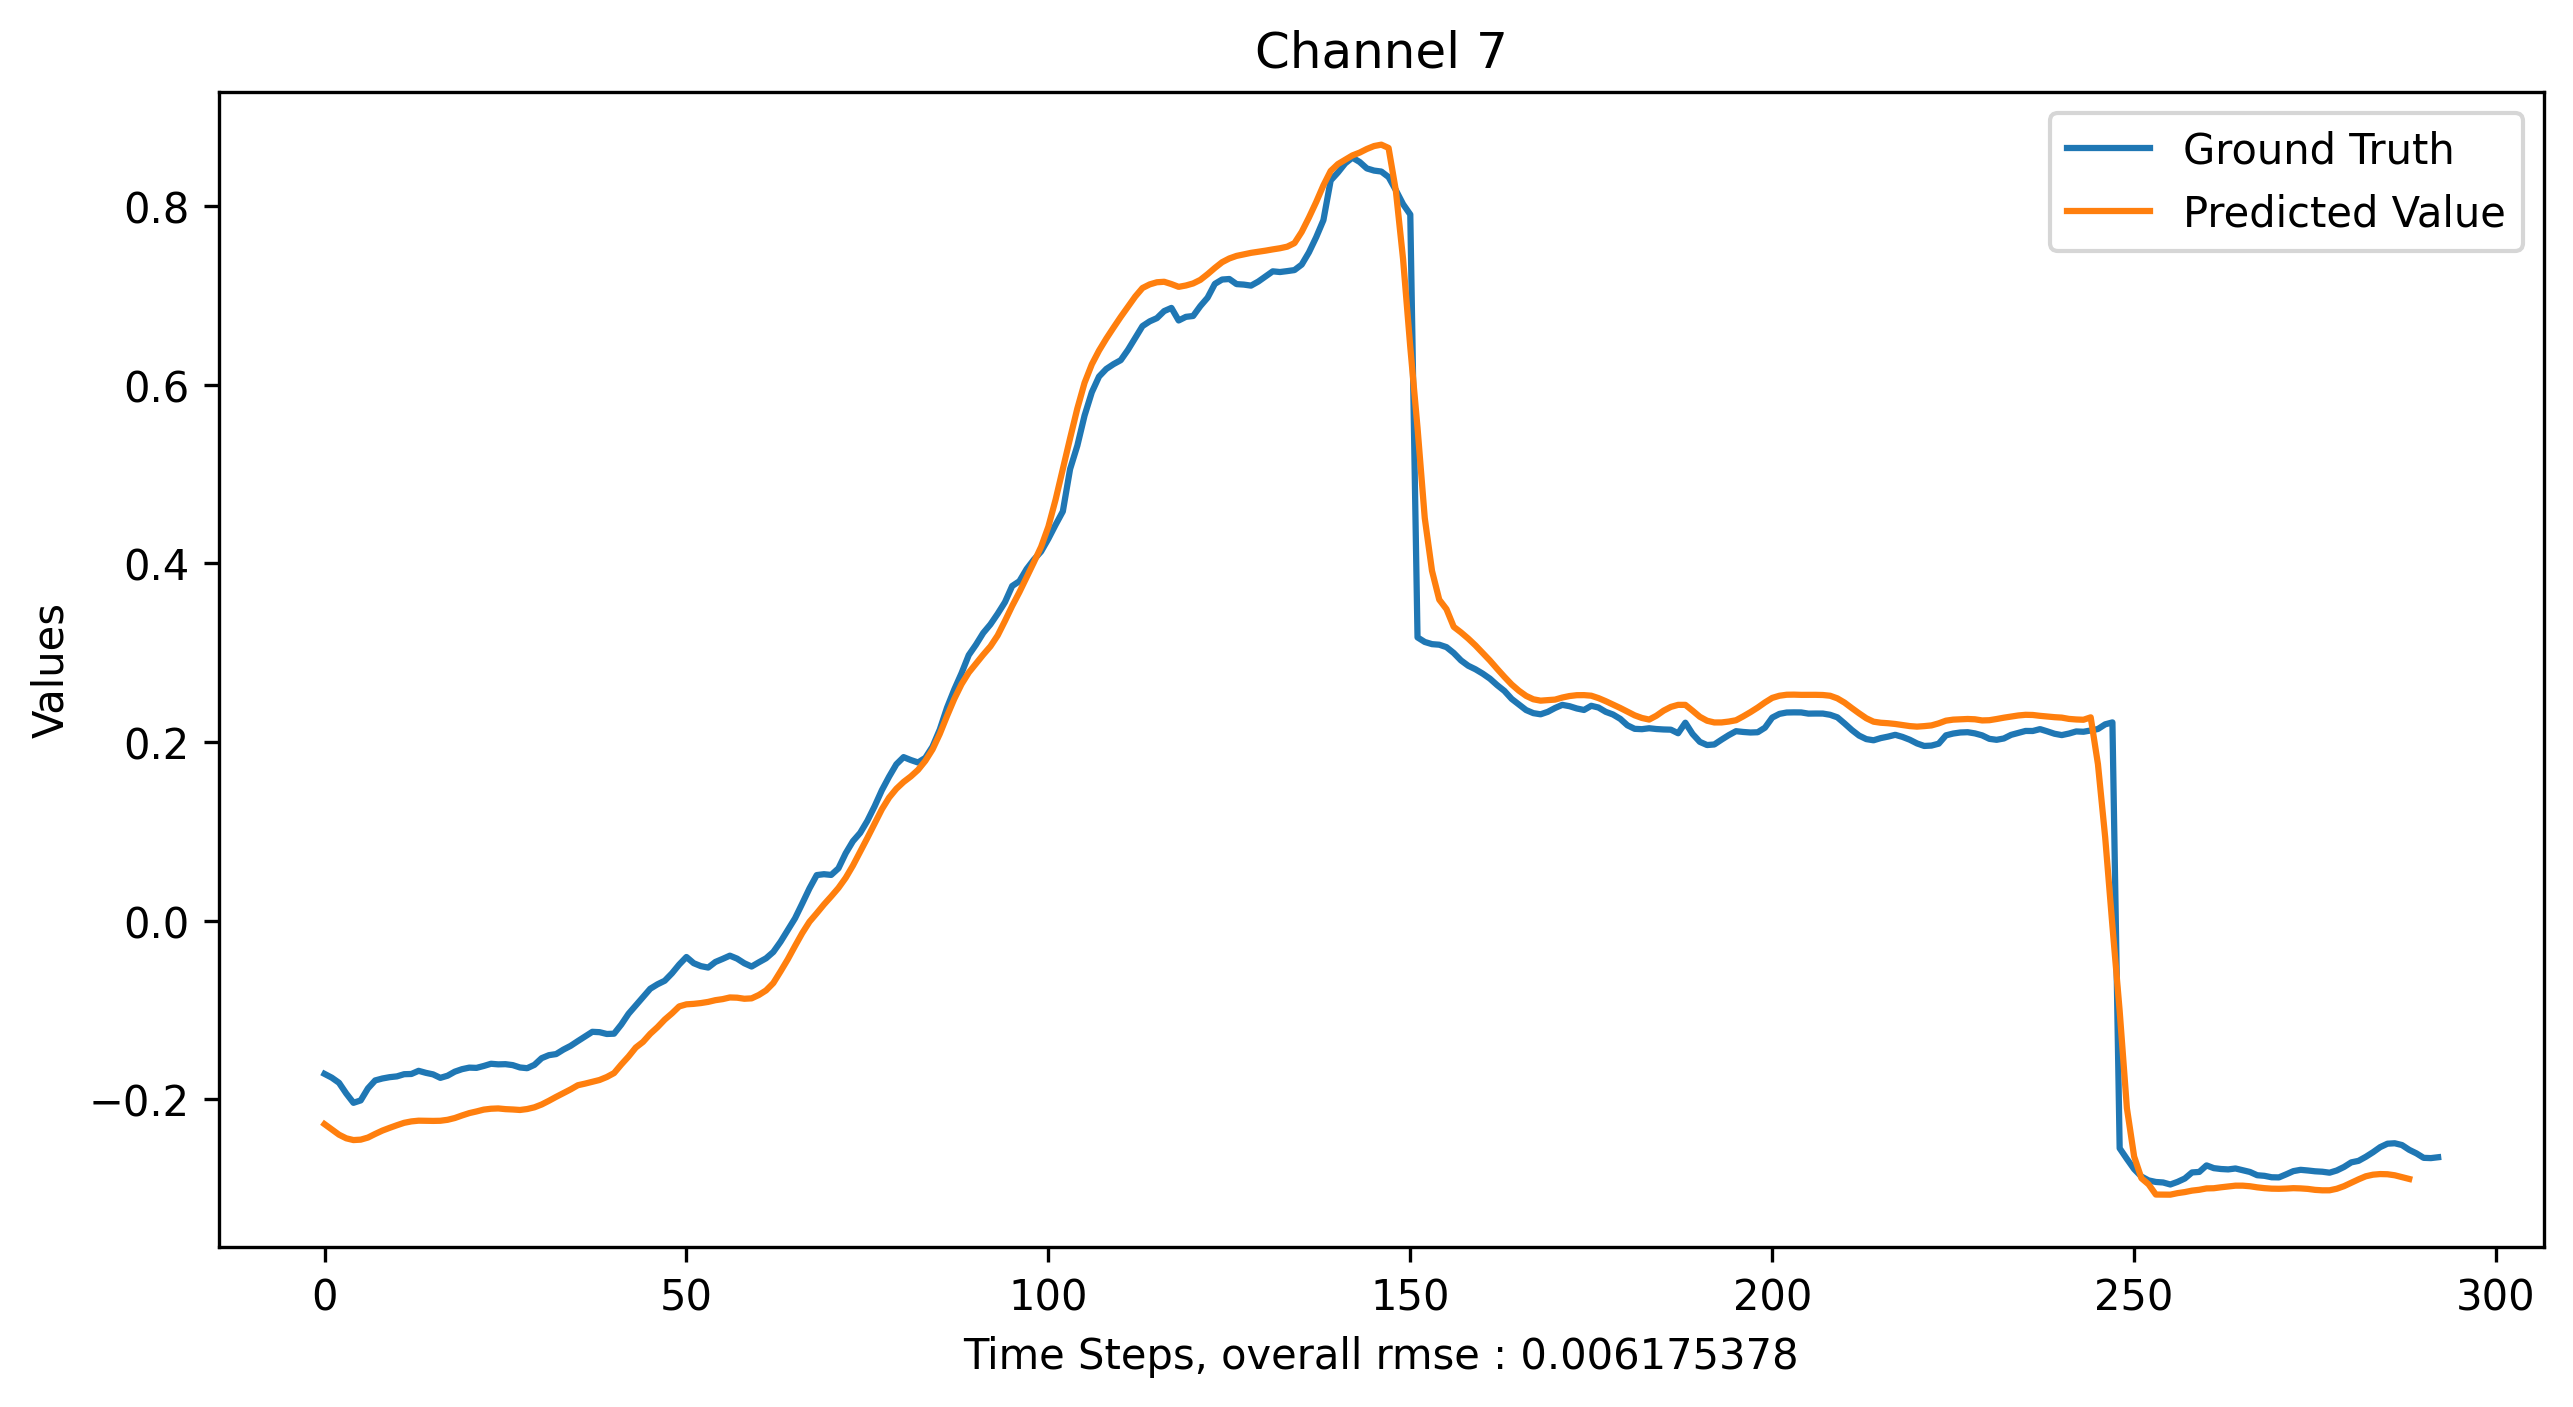 Channel 7
Ground Truth
Predicted Value
Values
0.8
0.6
0.4
0.2
0.0
−0.2
0 50 100 150 200 250 300
Time Steps, overall rmse : 0.006175378